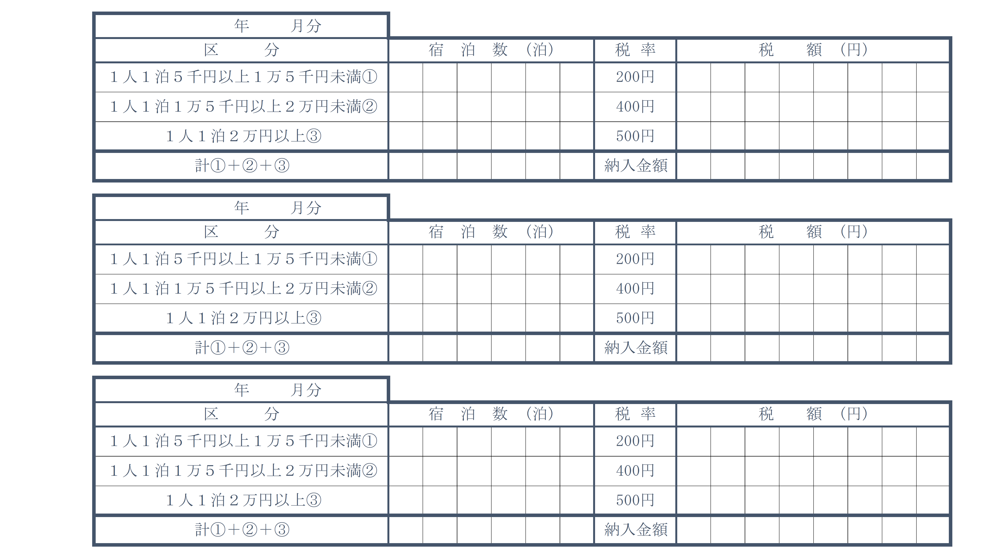 年　　月分
区　　分　宿　泊　数　（泊）　税　率　税　　額　（円）
１人１泊５千円以上１万５千円未満①　200円
１人１泊１万５千円以上２万円未満②　400円
１人１泊２万円以上③　500円
計①＋②＋③　納入金額
年　　月分
区　　分　宿　泊　数　（泊）　税　率　税　　額　（円）
１人１泊５千円以上１万５千円未満①　200円
１人１泊１万５千円以上２万円未満②　400円
１人１泊２万円以上③　500円
計①＋②＋③　納入金額
年　　月分
区　　分　宿　泊　数　（泊）　税　率　税　　額　（円）
１人１泊５千円以上１万５千円未満①　200円
１人１泊１万５千円以上２万円未満②　400円
１人１泊２万円以上③　500円
計①＋②＋③　納入金額